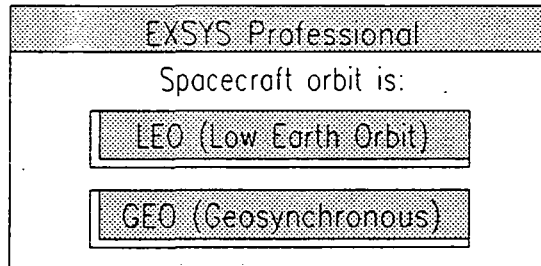 EXSYS Professional
Spacecraft orbit is:
LEO (Low Earth Orbit)
GEO (Geosynchronous)